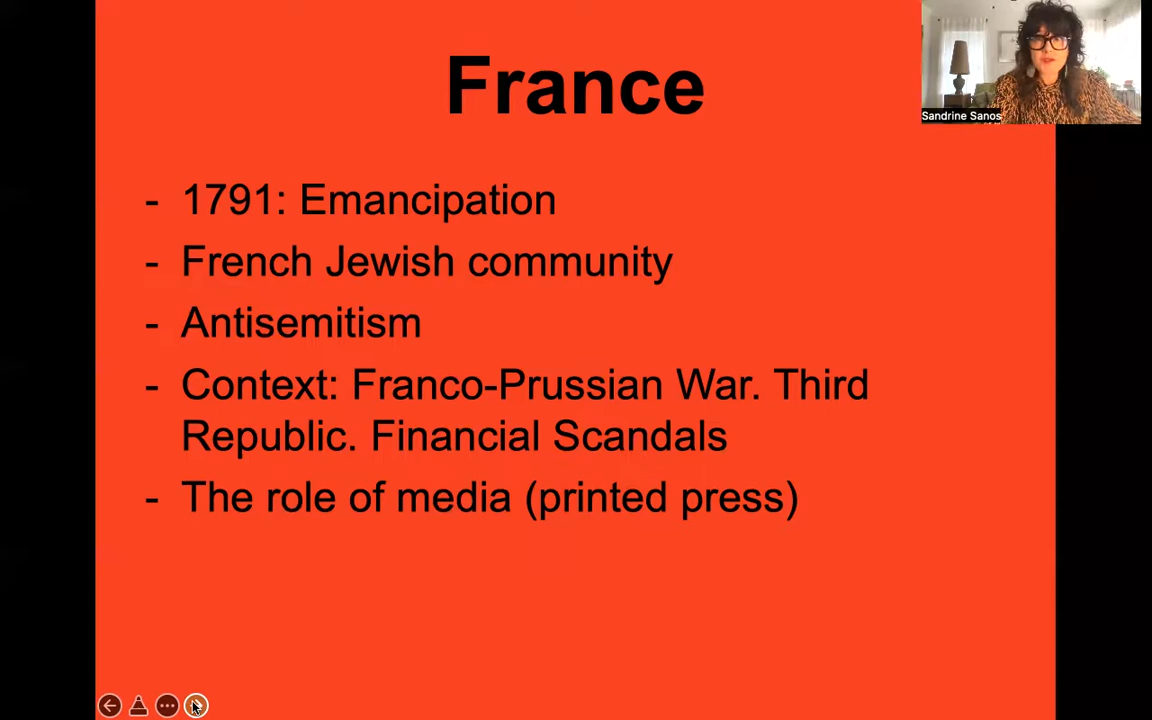 France
Sandrine Sanos
- 1791: Emancipation
- French Jewish community
- Antisemitism
- Context: Franco-Prussian War. Third
Republic. Financial Scandals
- The role of media (printed press)